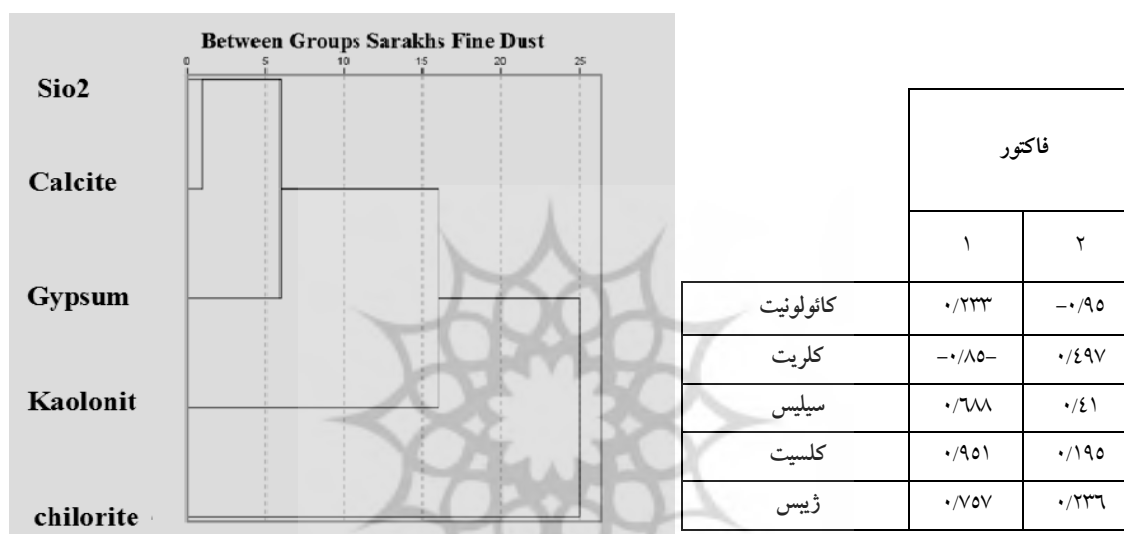 Between Groups Sarakhs Fine Dust
0 5 10 15 20 25
Sio2
Calcite
Gypsum
Kaolonit
chilorite
فاکتور
۱ ۲
کائولونیت ۰/۲۳۳ -۰/۹۵
کلریت -۰/۸۵- ۰/٤۹۷
سیلیس ۰/٦۸۸ ۰/٤۱
کلسیت ۰/۹۵۱ ۰/۱۹۵
ژیبس ۰/۷۵۷ ۰/۲۳٦